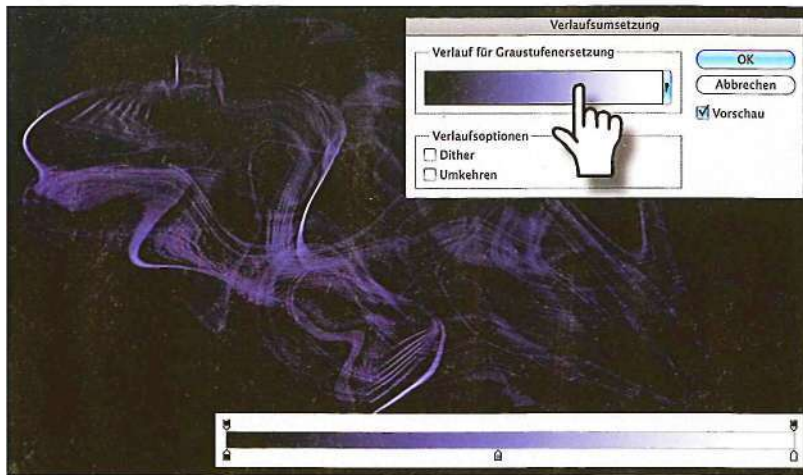 Verlaufsumsetzung
Verlauf für Graustufenersetzung
OK
Abbrechen
Vorschau
Verlaufsoptionen
Dither
Umkehren